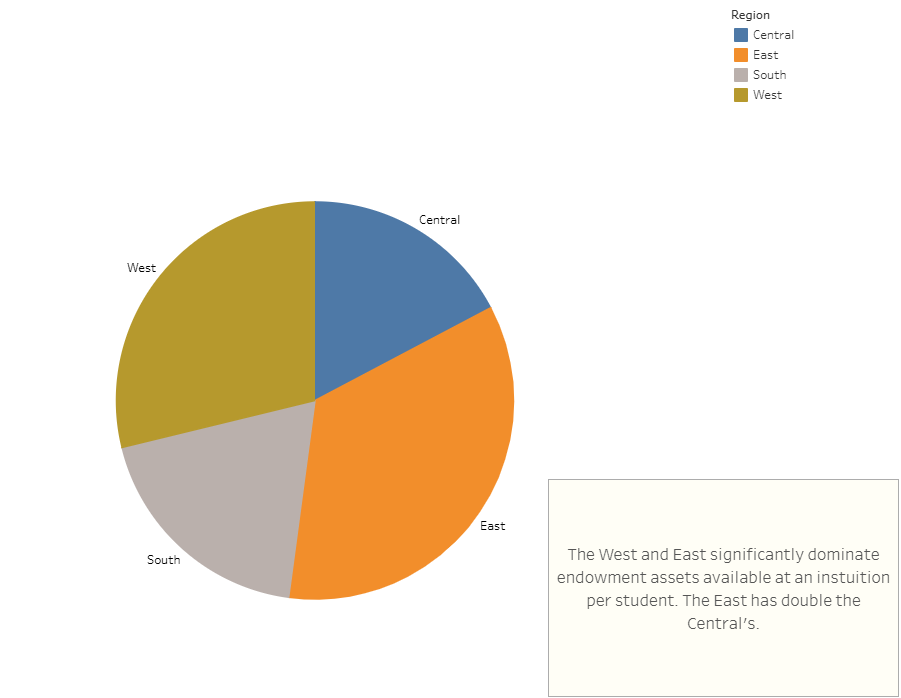 Region
Central
East
South
West
Central
West
East
South
The West and East significantly dominate
endowment assets available at an instuition
per student. The East has double the
Central's.